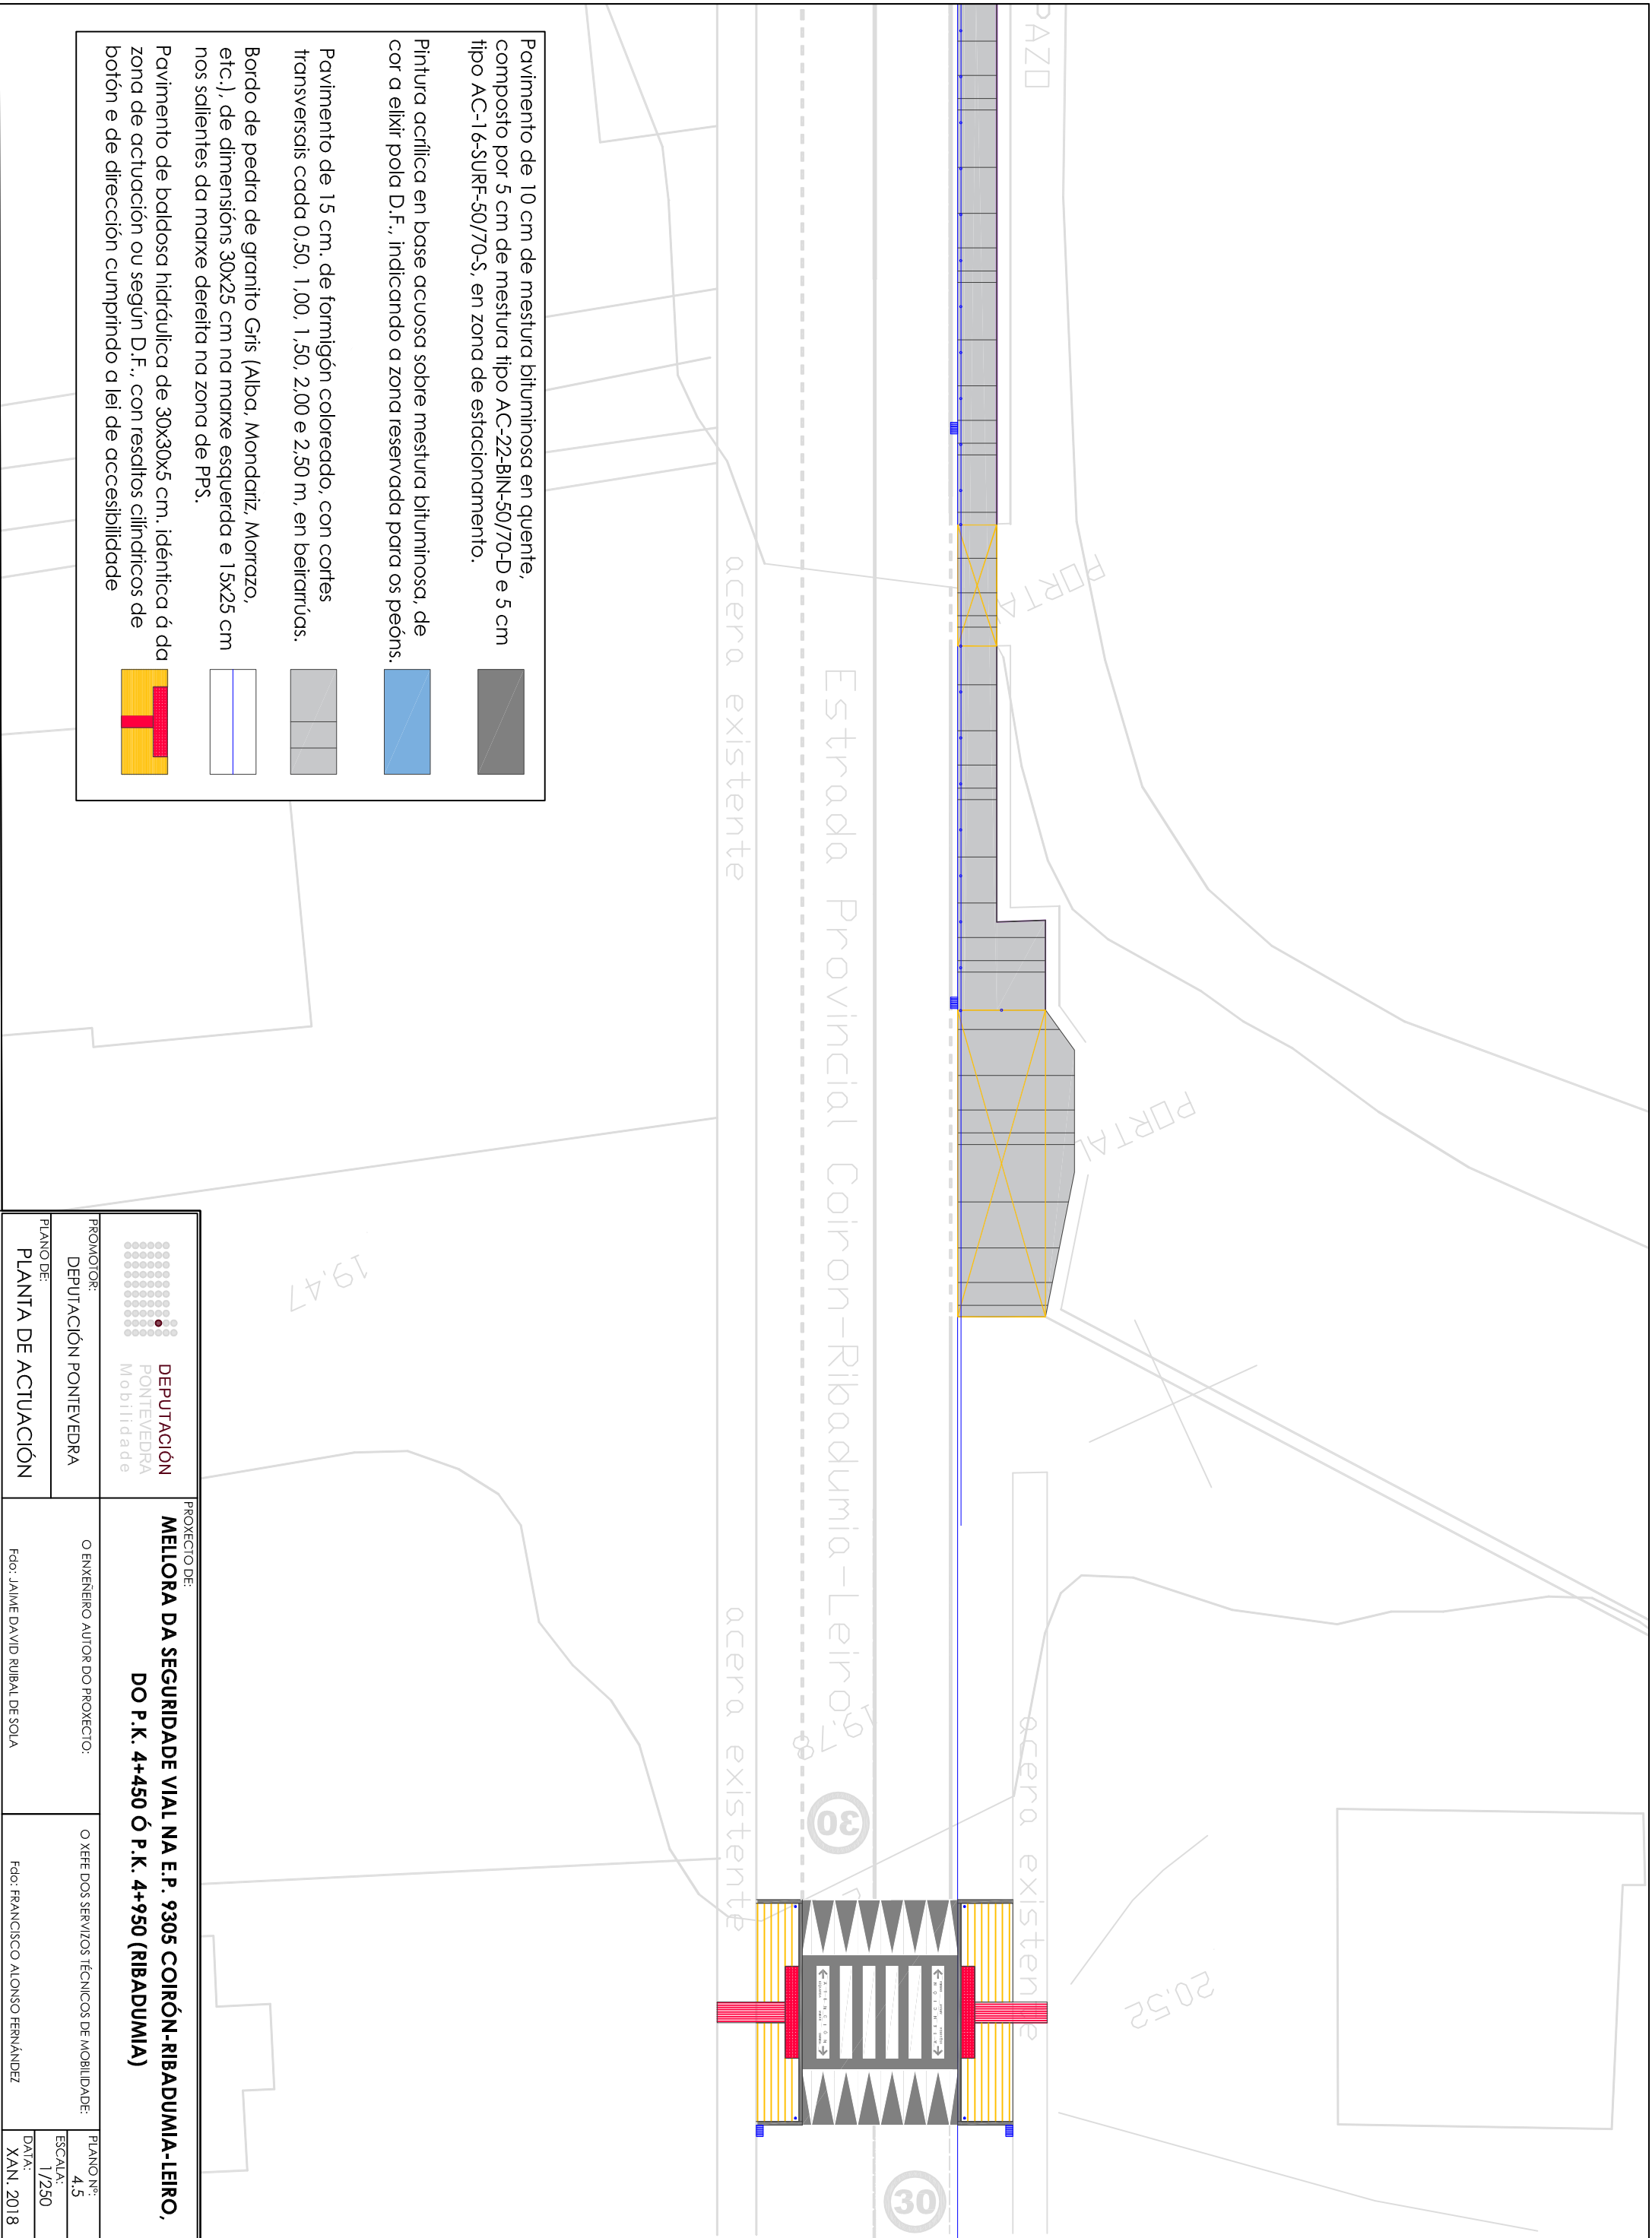 PAZO
PORTAL
PORTAL
acera existente
Estrada Provincial Coiron-Ribadumia-Leiro
acera existente
acera existente
19.47
19.78
20.52
30
30
ATENCIÓN
ATENCIÓN
Pavimento de 10 cm de mestura bituminosa en quente,
composto por 5 cm de mestura tipo AC-22-BIN-50/70-D e 5 cm
tipo AC-16-SURF-50/70-S, en zona de estacionamento.
Pintura acrílica en base acuosa sobre mestura bituminosa, de
cor a elixir pola D.F., indicando a zona reservada para os peóns.
Pavimento de 15 cm. de formigón coloreado, con cortes
transversais cada 0,50, 1,00, 1,50, 2,00 e 2,50 m, en beirarrúas.
Bordo de pedra de granito Gris (Alba, Mondariz, Morrazo,
etc.), de dimensións 30x25 cm na marxe esquerda e 15x25 cm
nos salientes da marxe dereita na zona de PPS.
Pavimento de baldosa hidráulica de 30x30x5 cm. idéntica á da
zona de actuación ou según D.F., con resaltos cilíndricos de
botón e de dirección cumprindo a lei de accesibilidade
DEPUTACIÓN
PONTEVEDRA
Mobilidade
PROMOTOR:
DEPUTACIÓN PONTEVEDRA
PLANO DE:
PLANTA DE ACTUACIÓN
PROXECTO DE:
MELLORA DA SEGURIDADE VIAL NA E.P. 9305 COIRÓN-RIBADUMIA-LEIRO,
DO P.K. 4+450 Ó P.K. 4+950 (RIBADUMIA)
O ENXEÑEIRO AUTOR DO PROXECTO:
Fdo: JAIME DAVID RUIBAL DE SOLA
O XEFE DOS SERVIZOS TÉCNICOS DE MOBILIDADE:
Fdo: FRANCISCO ALONSO FERNÁNDEZ
PLANO Nº:
4.5
ESCALA:
1/250
DATA:
XAN. 2018